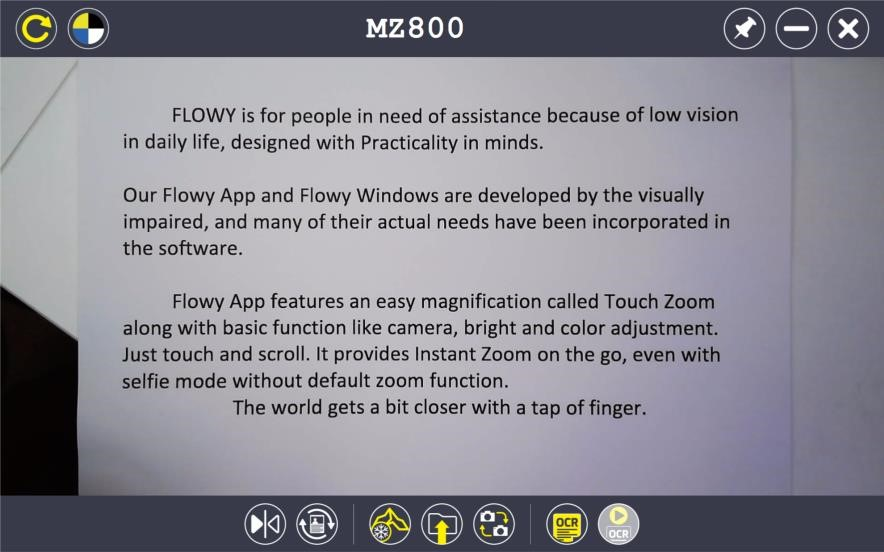 MZ800
FLOWY is for people in need of assistance because of low vision
in daily life, designed with Practicality in minds.
Our Flowy App and Flowy Windows are developed by the visually
impaired, and many of their actual needs have been incorporated in
the software.
Flowy App features an easy magnification called Touch Zoom
along with basic function like camera, bright and color adjustment.
Just touch and scroll. It provides Instant Zoom on the go, even with
selfie mode without default zoom function.
The world gets a bit closer with a tap of finger.
OCR
OCR